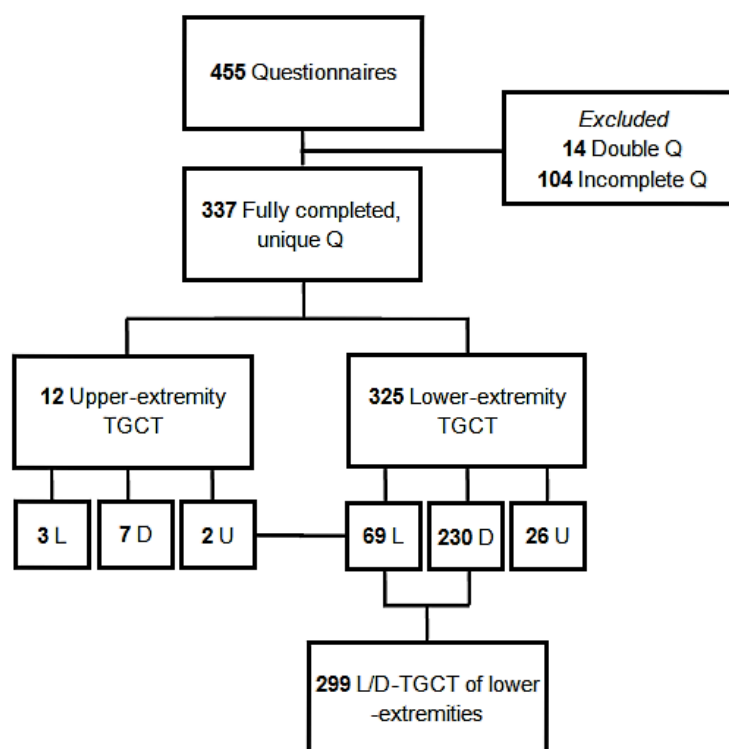 455 Questionnaires
Excluded
14 Double Q
104 Incomplete Q
337 Fully completed,
unique Q
12 Upper-extremity
TGCT
325 Lower-extremity
TGCT
3 L
7 D
2 U
69 L
230 D
26 U
299 L/D-TGCT of lower
-extremities